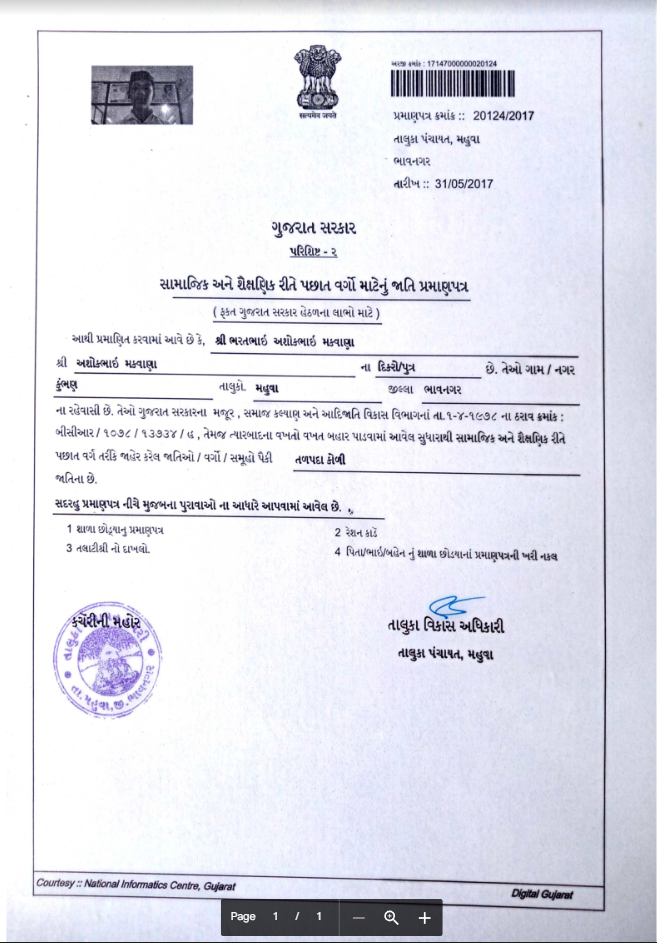 અરજી ક્રમાંક : 17147000000020124
सत्यमेव जयते
પ્રમાણપત્ર ક્રમાંક :: 20124/2017
તાલુકા પંચાયત, મહુવા
ભાવનગર
તારીખ :: 31/05/2017
ગુજરાત સરકાર
પરિશિષ્ટ - ૨
સામાજિક અને શૈક્ષણિક રીતે પછાત વર્ગો માટેનું જાતિ પ્રમાણપત્ર
( ફકત ગુજરાત સરકાર હેઠળના લાભો માટે )
આથી પ્રમાણિત કરવામાં આવે છે કે, શ્રી ભરતભાઇ અશોકભાઇ મકવાણા
શ્રી અશોકભાઇ મકવાણા ના દિકરો/પુત્ર છે. તેઓ ગામ / નગર
કુંભણ તાલુકો. મહુવા જીલ્લા ભાવનગર
ના રહેવાસી છે. તેઓ ગુજરાત સરકારના મજૂર , સમાજ કલ્યાણ અને આદિજાતિ વિકાસ વિભાગનાં તા.૧-૪-૧૯૭૮ ના ઠરાવ ક્રમાંક :
બીસીઆર / ૧૦૭૮ / ૧૩૭૩૪ / હ , તેમજ ત્યારબાદના વખતો વખત બહાર પાડવામાં આવેલ સુધારાથી સામાજિક અને શૈક્ષણિક રીતે
પછાત વર્ગ તરીકે જાહેર કરેલ જાતિઓ / વર્ગો / સમૂહો પૈકી તળપદા કોળી
જાતિના છે.
સદરહુ પ્રમાણપત્ર નીચે મુજબના પુરાવાઓ ના આધારે આપવામાં આવેલ છે.
1 શાળા છોડ્યાનુ પ્રમાણપત્ર 2 રેશન કાર્ડ
3 તલાટીશ્રી નો દાખલો. 4 પિતા/ભાઇ/બહેન નું શાળા છોડયાનાં પ્રમાણપત્રની ખરી નકલ
કચેરીની મહોર
તાલુકા વિકાસ અધિકારી
તાલુકા પંચાયત, મહુવા
તા.મહુવા,જી.ભાવનગર
Courtesy :: National Informatics Centre, Gujarat
Digital Gujarat
Page 1 / 1